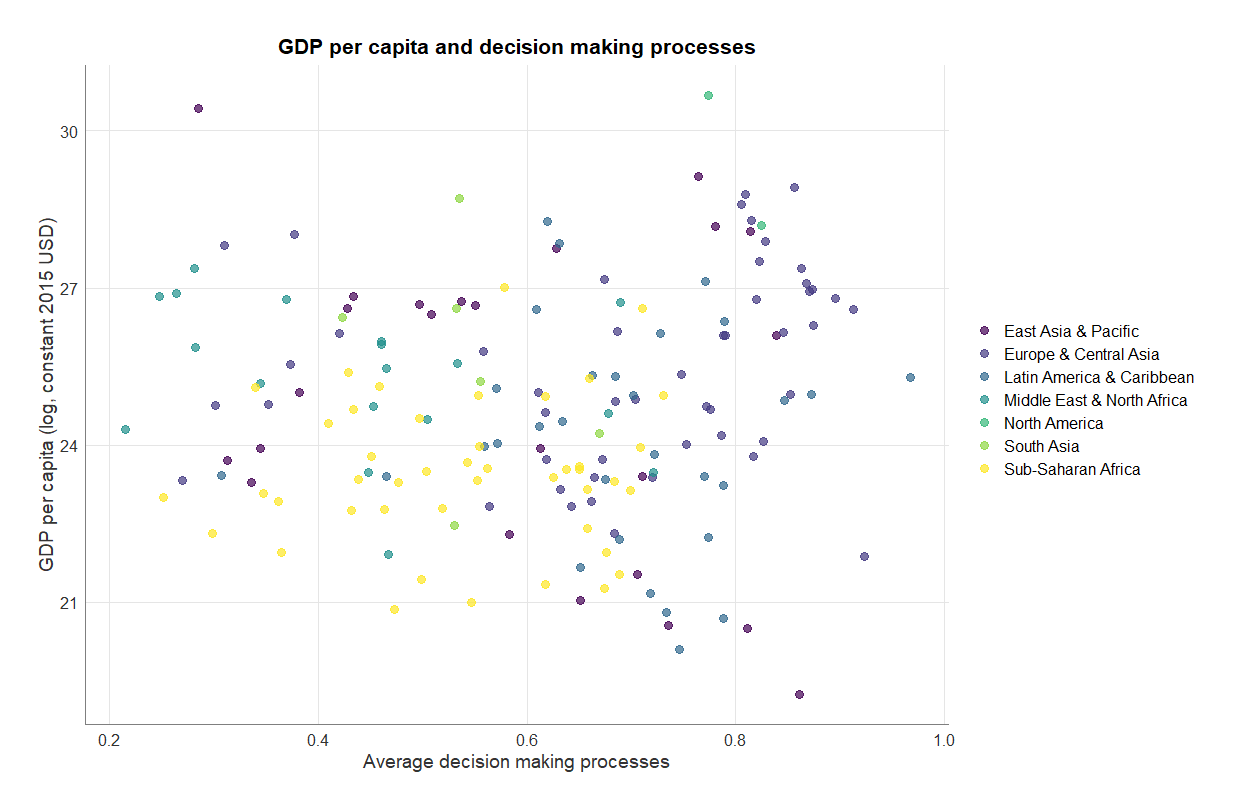 GDP per capita and decision making processes
GDP per capita (log, constant 2015 USD)
30
27
24
21
0.2
0.4
0.6
0.8
1.0
Average decision making processes
East Asia & Pacific
Europe & Central Asia
Latin America & Caribbean
Middle East & North Africa
North America
South Asia
Sub-Saharan Africa